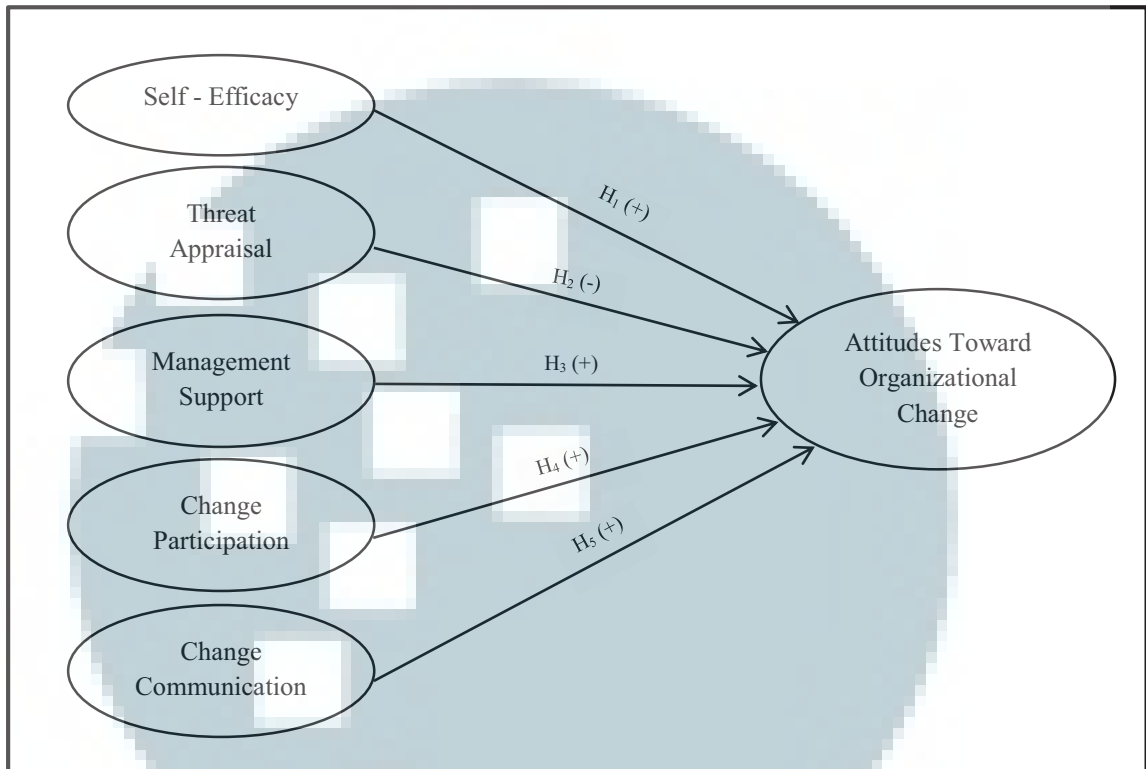 Self - Efficacy
H₁ (+)
Threat
Appraisal
H₂ (-)
Management
Support
H₃ (+)
Attitudes Toward
Organizational
Change
H₄ (+)
Change
Participation
H₅ (+)
Change
Communication